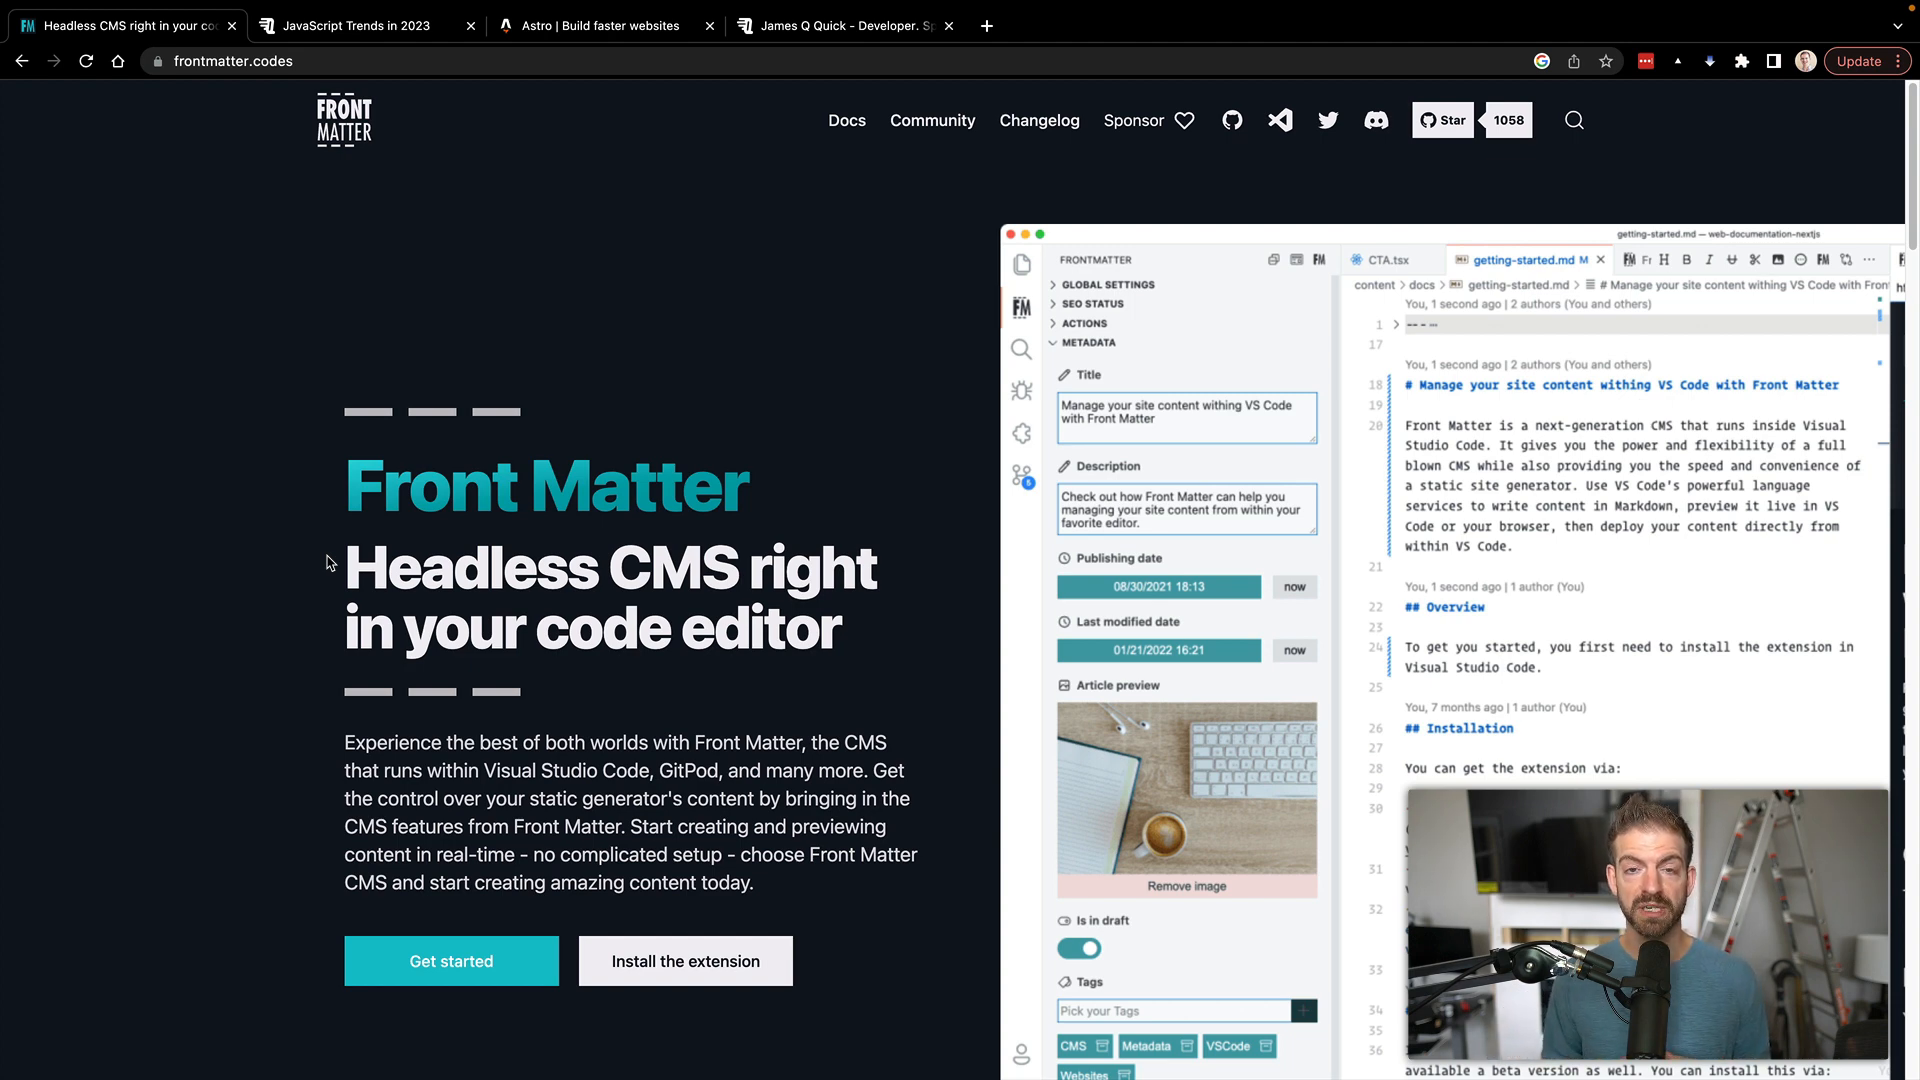 Headless CMS right in your co
JavaScript Trends in 2023
Astro | Build faster websites
James Q Quick - Developer. Sp
frontmatter.codes
Update
FRONT
MATTER
Docs
Community
Changelog
Sponsor
Star
1058
Front Matter
Headless CMS right
in your code editor
Experience the best of both worlds with Front Matter, the CMS
that runs within Visual Studio Code, GitPod, and many more. Get
the control over your static generator's content by bringing in the
CMS features from Front Matter. Start creating and previewing
content in real-time - no complicated setup - choose Front Matter
CMS and start creating amazing content today.
Get started
Install the extension
getting-started.md — web-documentation-nextjs
FRONTMATTER
GLOBAL SETTINGS
SEO STATUS
ACTIONS
METADATA
Title
Manage your site content withing VS Code
with Front Matter
Description
Check out how Front Matter can help you
managing your site content from within your
favorite editor.
Publishing date
08/30/2021 18:13
now
Last modified date
01/21/2022 16:21
now
Article preview
Remove image
Is in draft
Tags
Pick your Tags
CMS
Metadata
VSCode
Websites
CTA.tsx
getting-started.md M
content > docs > getting-started.md > # Manage your site content withing VS Code with Front
You, 1 second ago | 2 authors (You and others)
1 ---
17
You, 1 second ago | 2 authors (You and others)
18 # Manage your site content withing VS Code with Front Matter
19
20 Front Matter is a next-generation CMS that runs inside Visual
Studio Code. It gives you the power and flexibility of a full
blown CMS while also providing you the speed and convenience of
a static site generator. Use VS Code's powerful language
services to write content in Markdown, preview it live in VS
Code or your browser, then deploy your content directly from
within VS Code.
21
You, 1 second ago | 1 author (You)
22 ## Overview
23
24 To get you started, you first need to install the extension in
Visual Studio Code.
25
You, 7 months ago | 1 author (You)
26 ## Installation
27
28 You can get the extension via:
29
30
31
32
33
34
35
36
available a beta version as well. You can install this via: